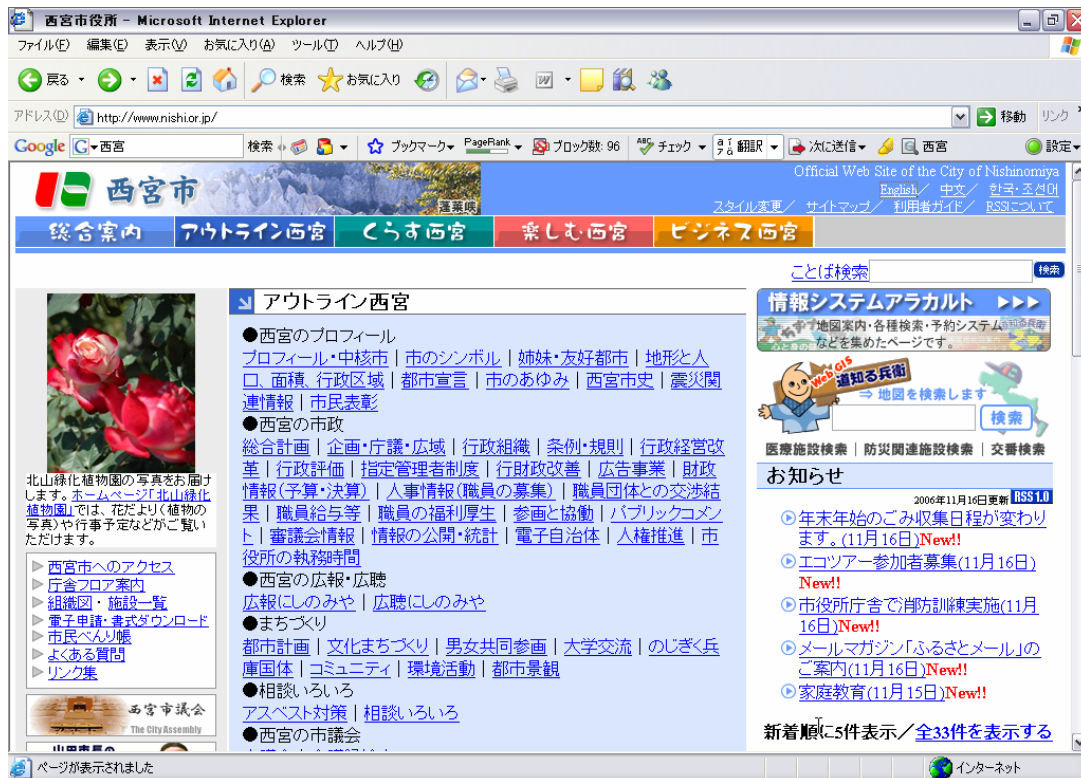 西宮市役所 - Microsoft Internet Explorer
ファイル(F) 編集(E) 表示(V) お気に入り(A) ツール(T) ヘルプ(H)
戻る 検索 お気に入り
アドレス(D) http://www.nishi.or.jp/ 移動 リンク
Google 西宮 検索 ブックマーク PageRank ブロック数: 96 チェック 翻訳 次に送信 西宮 設定
西宮市 蓬莱峡
Official Web Site of the City of Nishinomiya
English/ 中文/ 한국·조선어
スタイル変更/ サイトマップ/ 利用者ガイド/ RSSについて
総合案内 アウトライン西宮 くらす西宮 楽しむ西宮 ビジネス西宮
ことば検索 検索
北山緑化植物園の写真をお届け
します。ホームページ「北山緑化
植物園」では、花だより(植物の
写真)や行事予定などがご覧い
ただけます。
西宮市へのアクセス
庁舎フロア案内
組織図・施設一覧
電子申請・書式ダウンロード
市民べんり帳
よくある質問
リンク集
西宮市議会
The City Assembly
山田市長の
アウトライン西宮
●西宮のプロフィール
プロフィール・中核市|市のシンボル|姉妹・友好都市|地形と人
口、面積、行政区域|都市宣言|市のあゆみ|西宮市史|震災関
連情報|市民表彰
●西宮の市政
総合計画|企画・庁議・広域|行政組織|条例・規則|行政経営改
革|行政評価|指定管理者制度|行財政改善|広告事業|財政
情報(予算・決算)|人事情報(職員の募集)|職員団体との交渉結
果|職員給与等|職員の福利厚生|参画と協働|パブリックコメン
ト|審議会情報|情報の公開・統計|電子自治体|人権推進|市
役所の執務時間
●西宮の広報・広聴
広報にしのみや|広聴にしのみや
●まちづくり
都市計画|文化まちづくり|男女共同参画|大学交流|のじぎく兵
庫国体|コミュニティ|環境活動|都市景観
●相談いろいろ
アスベスト対策|相談いろいろ
●西宮の市議会
情報システムアラカルト
地図案内・各種検索・予約システム
などを集めたページです。
Web GIS 道知る兵衛
⇒ 地図を検索します
検索
医療施設検索 | 防災関連施設検索 | 交番検索
お知らせ
2006年11月16日更新 RSS1.0
年末年始のごみ収集日程が変わり
ます。(11月16日)New!!
エコツアー参加者募集(11月16日)
New!!
市役所庁舎で消防訓練実施(11月
16日)New!!
メールマガジン「ふるさとメール」の
ご案内(11月16日)New!!
家庭教育(11月15日)New!!
新着順に5件表示/全33件を表示する
ページが表示されました インターネット